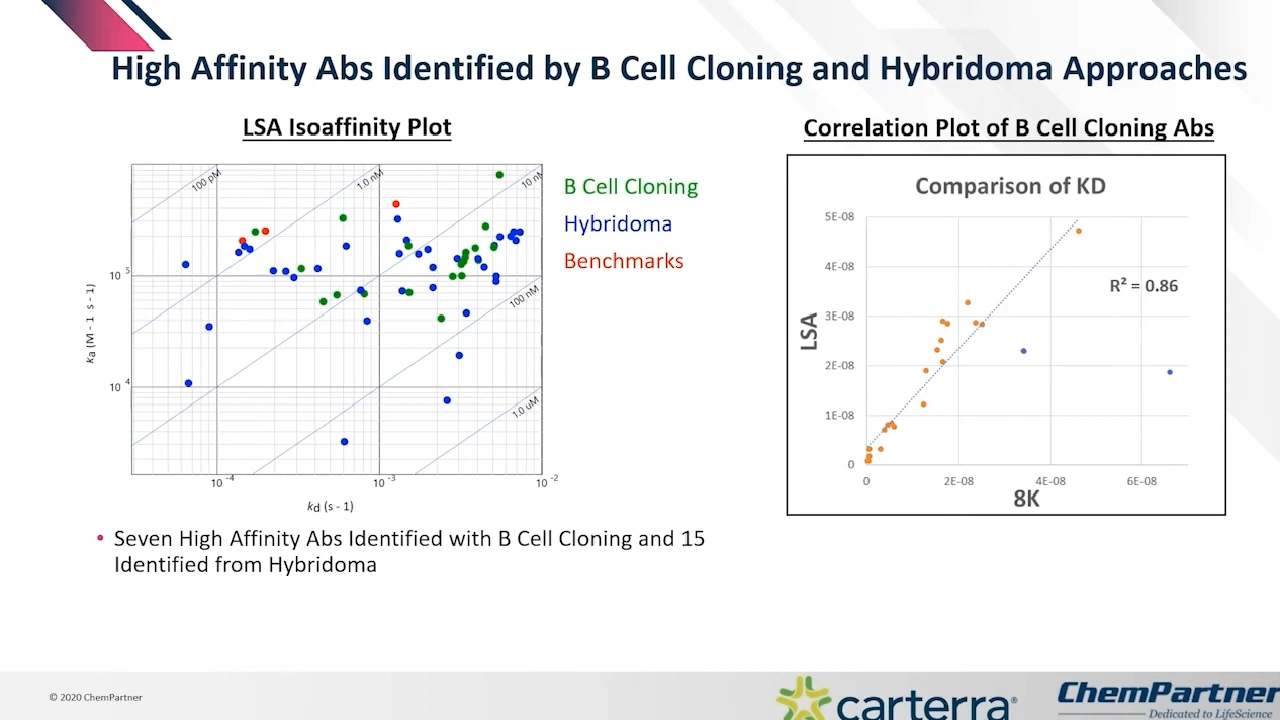 High Affinity Abs Identified by B Cell Cloning and Hybridoma Approaches
LSA Isoaffinity Plot
100 pM
1.0 nM
10 nM
100 nM
1.0 uM
10 5
10 4
ka (M - 1 s - 1)
10 -4
10 -3
10 -2
kd (s - 1)
B Cell Cloning
Hybridoma
Benchmarks
Correlation Plot of B Cell Cloning Abs
Comparison of KD
5E-08
4E-08
3E-08
2E-08
1E-08
0
LSA
R² = 0.86
0
2E-08
4E-08
6E-08
8K
• Seven High Affinity Abs Identified with B Cell Cloning and 15
Identified from Hybridoma
© 2020 ChemPartner
carterra®
ChemPartner
Dedicated to LifeScience